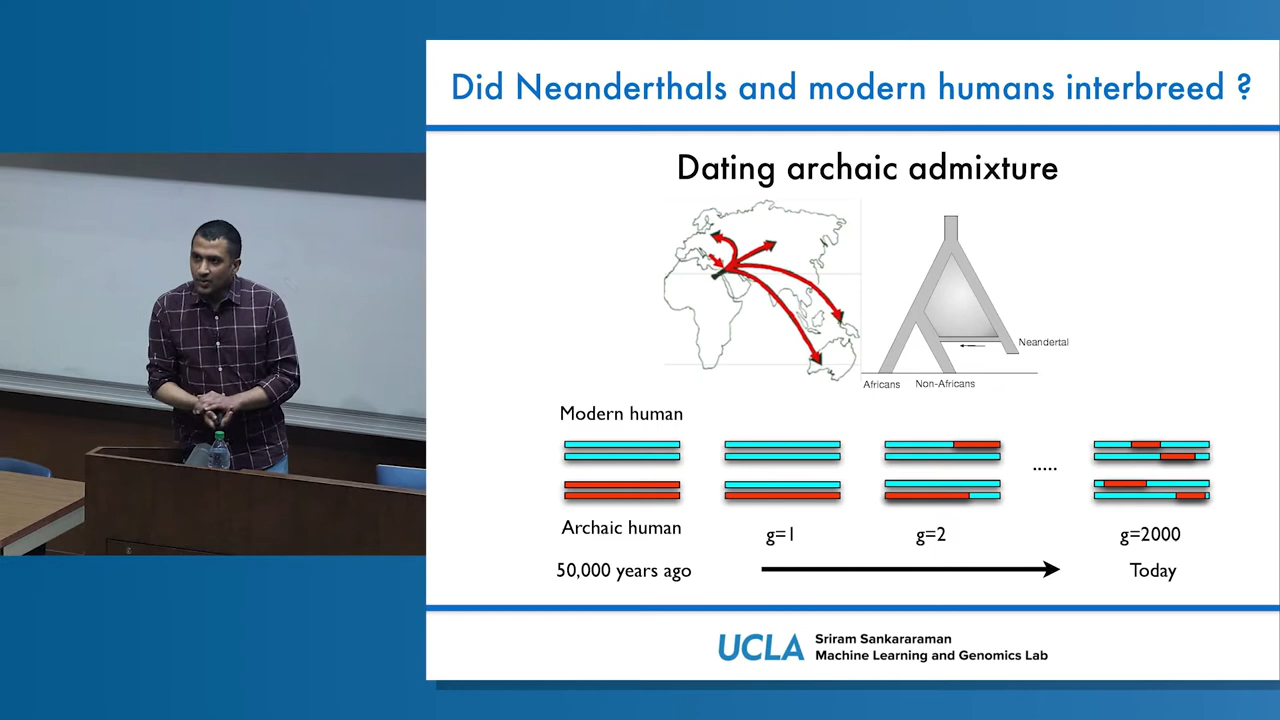 Did Neanderthals and modern humans interbreed ?
Dating archaic admixture
Neandertal
Africans
Non-Africans
Modern human
Archaic human
g=1
g=2
.....
g=2000
50,000 years ago
Today
UCLA
Sriram Sankararaman
Machine Learning and Genomics Lab